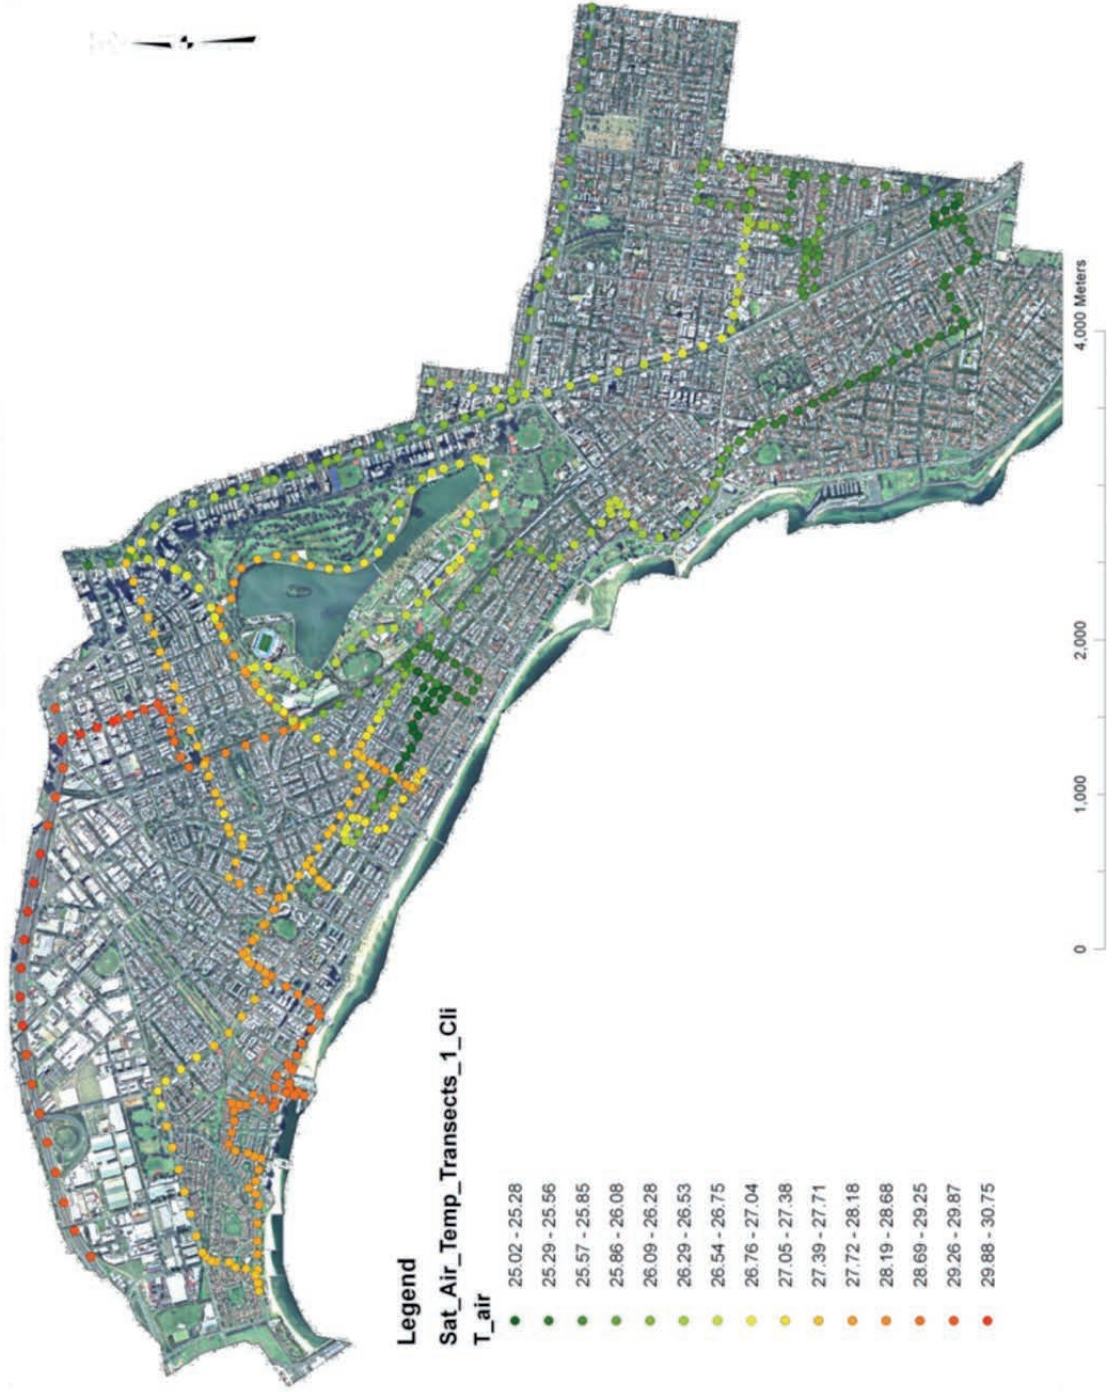 Legend
Sat_Air_Temp_Transects_1_Cli
T_air
25.02 - 25.28
25.29 - 25.56
25.57 - 25.85
25.86 - 26.08
26.09 - 26.28
26.29 - 26.53
26.54 - 26.75
26.76 - 27.04
27.05 - 27.38
27.39 - 27.71
27.72 - 28.18
28.19 - 28.68
28.69 - 29.25
29.26 - 29.87
29.88 - 30.75
0 1,000 2,000 4,000 Meters